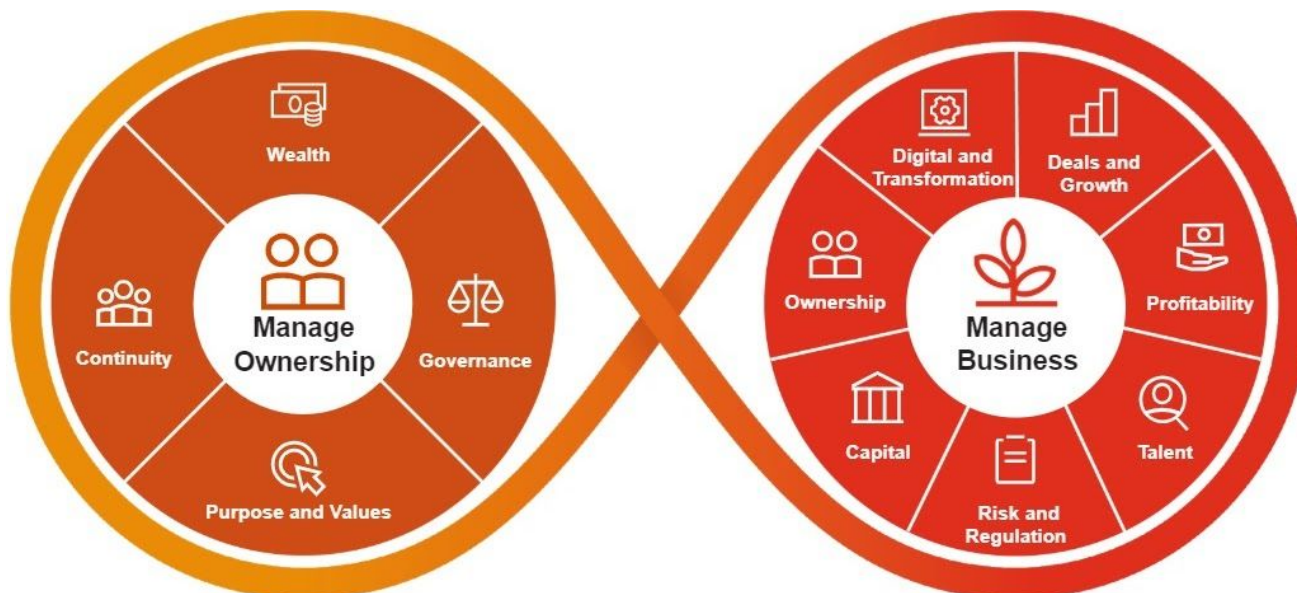 Wealth
Governance
Purpose and Values
Continuity
Manage
Ownership
Digital and
Transformation
Deals and
Growth
Profitability
Talent
Risk and
Regulation
Capital
Ownership
Manage
Business